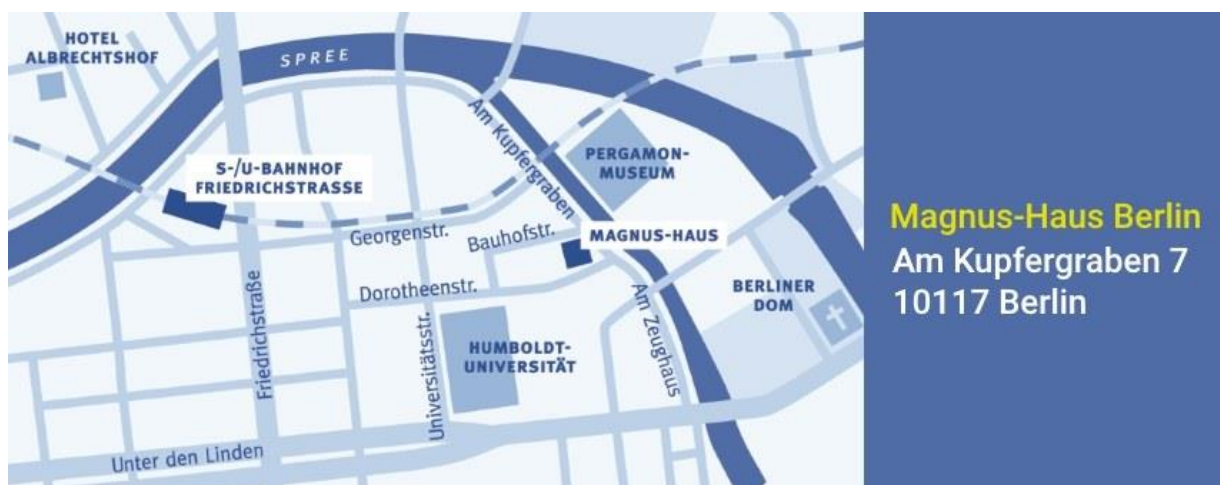 HOTEL
ALBRECHTSHOF
SPREE
S-/U-BAHNHOF
FRIEDRICHSTRASSE
Am Kupfergraben
PERGAMON-
MUSEUM
Georgenstr.
Bauhofstr.
MAGNUS-HAUS
Dorotheenstr.
BERLINER
DOM
Friedrichstraße
Universitätsstr.
HUMBOLDT-
UNIVERSITÄT
Am Zeughaus
Unter den Linden
Magnus-Haus Berlin
Am Kupfergraben 7
10117 Berlin